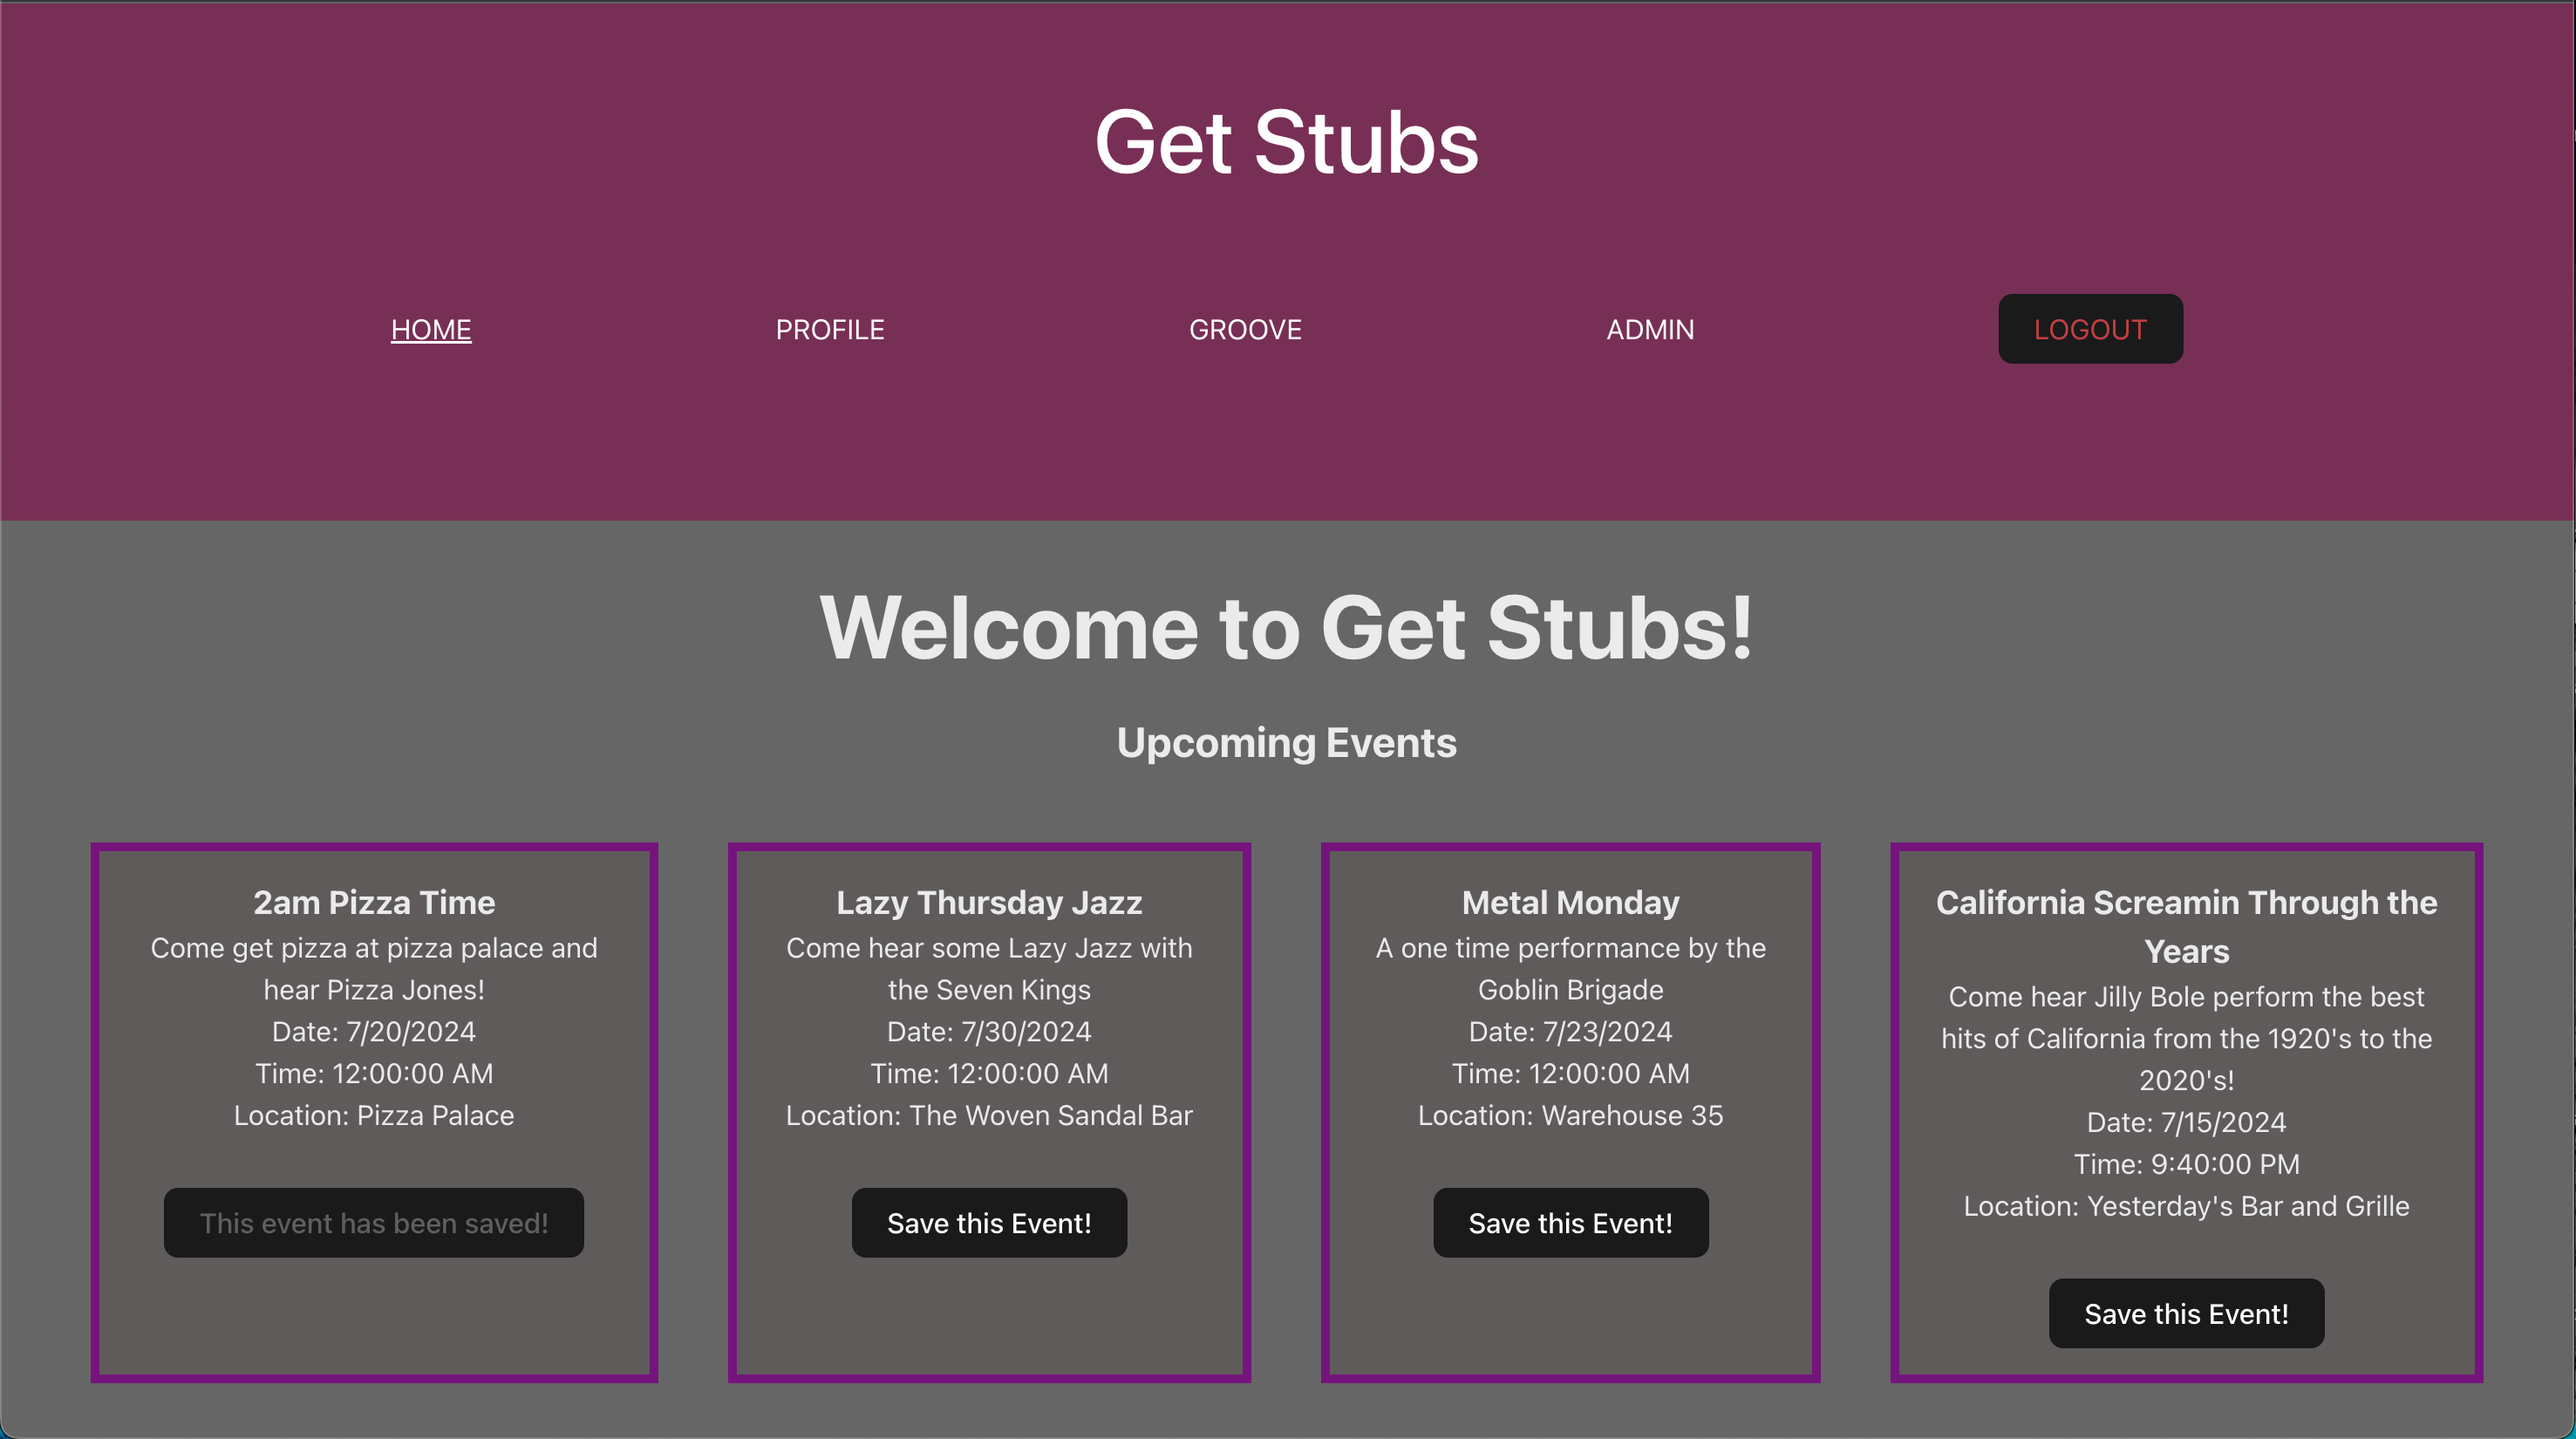 Get Stubs
HOME
PROFILE
GROOVE
ADMIN
LOGOUT
Welcome to Get Stubs!
Upcoming Events
2am Pizza Time
Come get pizza at pizza palace and
hear Pizza Jones!
Date: 7/20/2024
Time: 12:00:00 AM
Location: Pizza Palace
This event has been saved!
Lazy Thursday Jazz
Come hear some Lazy Jazz with
the Seven Kings
Date: 7/30/2024
Time: 12:00:00 AM
Location: The Woven Sandal Bar
Save this Event!
Metal Monday
A one time performance by the
Goblin Brigade
Date: 7/23/2024
Time: 12:00:00 AM
Location: Warehouse 35
Save this Event!
California Screamin Through the
Years
Come hear Jilly Bole perform the best
hits of California from the 1920's to the
2020's!
Date: 7/15/2024
Time: 9:40:00 PM
Location: Yesterday's Bar and Grille
Save this Event!